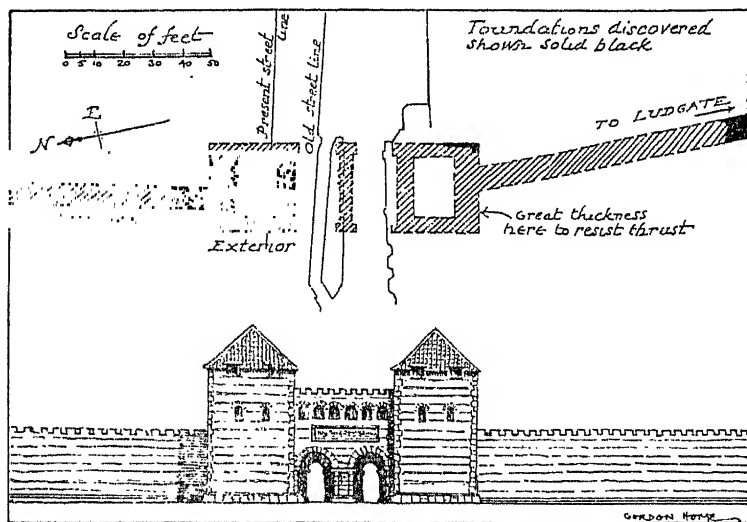 Scale of feet
0 5 10 20 30 40 50
Present street line
Old street line
Foundations discovered
shown solid black
N
E
TO LUDGATE
Exterior
Great thickness
here to resist thrust
GORDON HOME